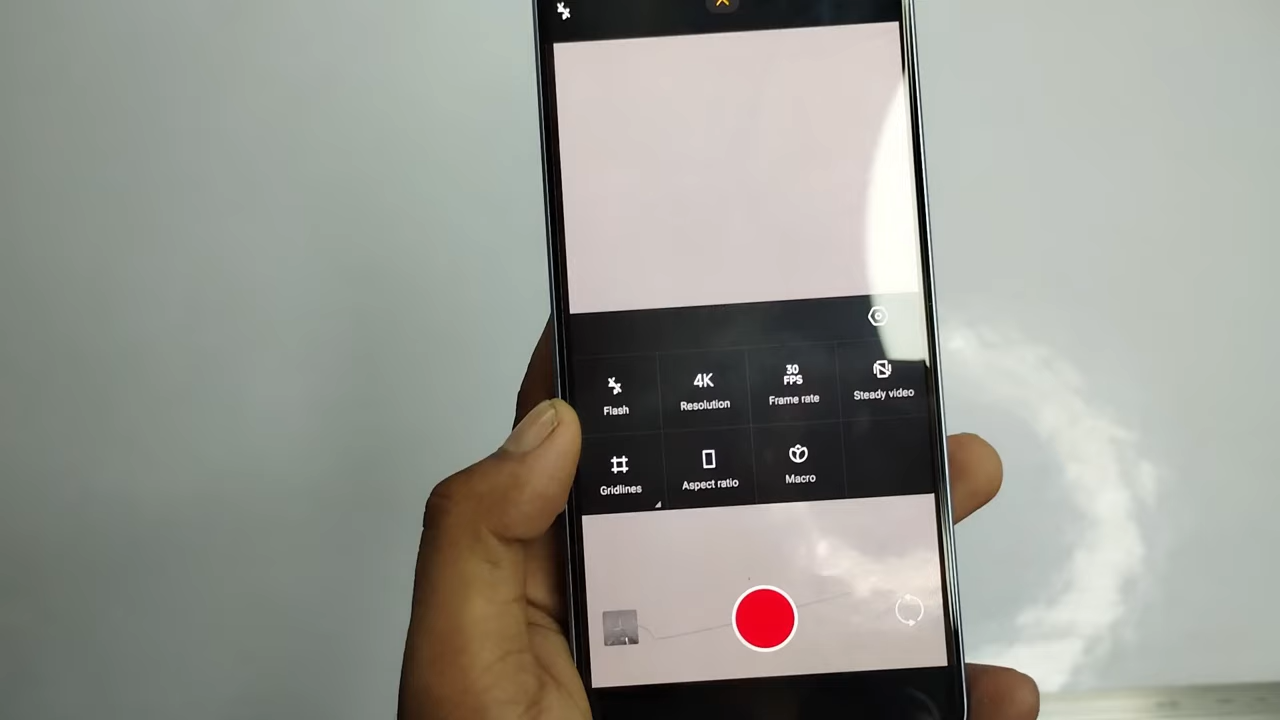 4K
30
FPS
Flash
Resolution
Frame rate
Steady video
Gridlines
Aspect ratio
Macro